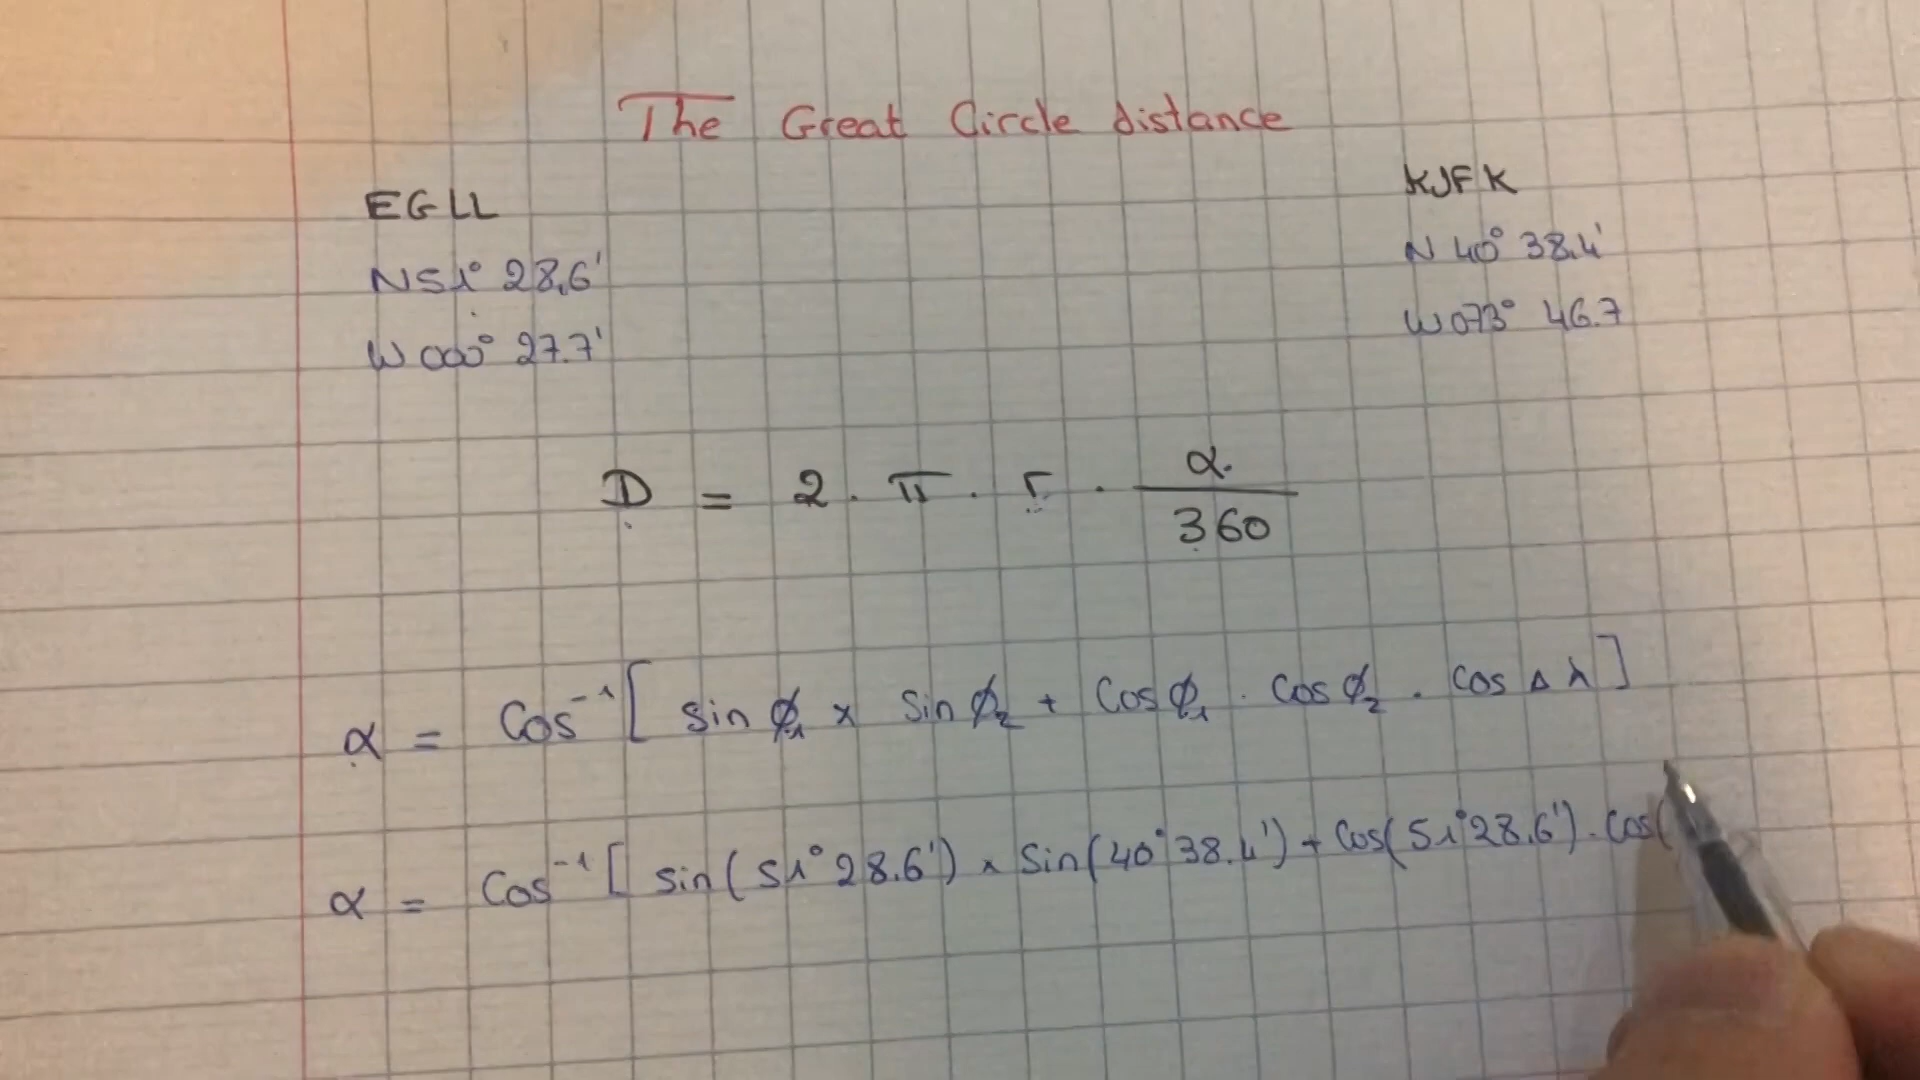 The Great Circle distance
EGLL
N51° 28.6'
W000° 27.7'
KJFK
N 40° 38.4'
W073° 46.7
D = 2 . π . r . α / 360
α = Cos⁻¹[ sin ϕ₁ x sin ϕ₂ + Cos ϕ₁ . Cos ϕ₂ . Cos Δ λ ]
α = Cos⁻¹[ sin(51°28.6') x Sin(40°38.4') + Cos(51°28.6') . Cos(